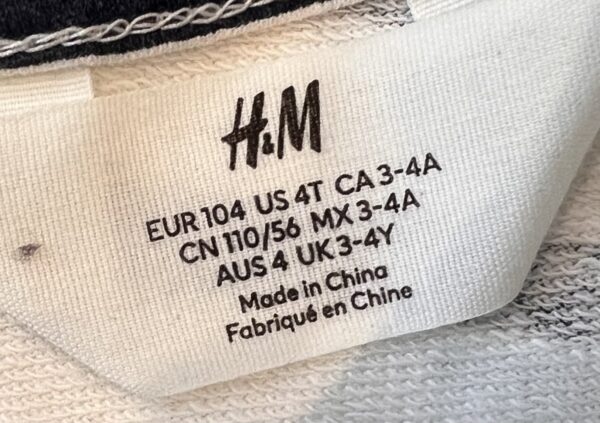 H&M
EUR 104 US 4T CA 3-4A
CN 110/56 MX 3-4A
AUS 4 UK 3-4Y
Made in China
Fabriqué en Chine